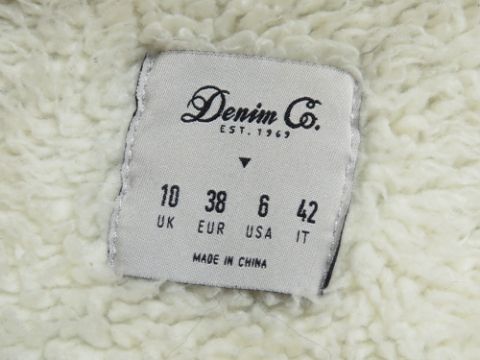 Denim Co.
EST. 1969
10 38 6 42
UK EUR USA IT
MADE IN CHINA